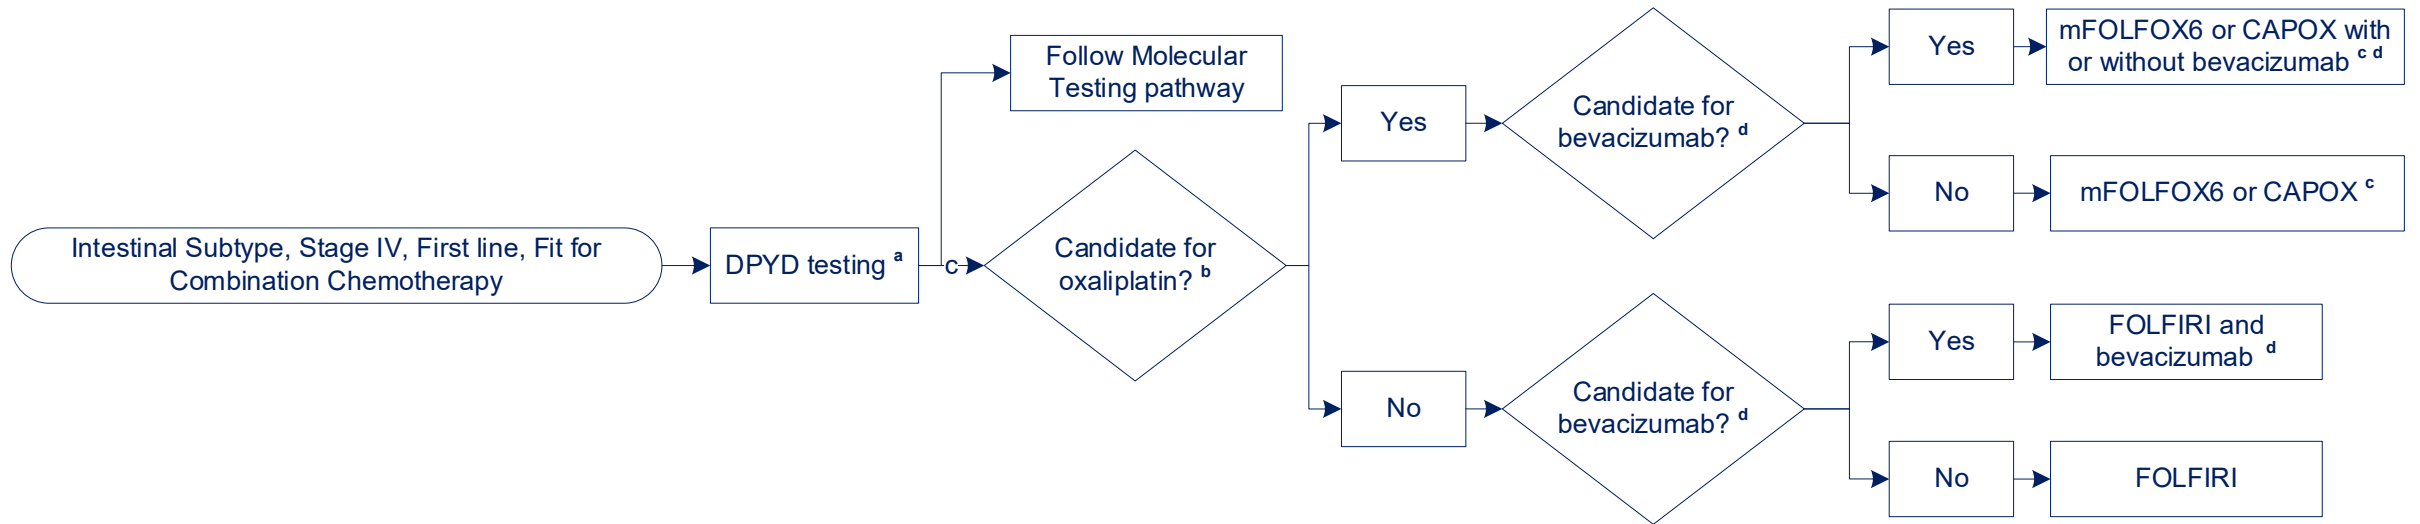 Intestinal Subtype, Stage IV, First line, Fit for
Combination Chemotherapy
DPYD testing a
c
Follow Molecular
Testing pathway
Candidate for
oxaliplatin? b
Yes
Candidate for
bevacizumab? d
Yes
mFOLFOX6 or CAPOX with
or without bevacizumab c d
No
mFOLFOX6 or CAPOX c
No
Candidate for
bevacizumab? d
Yes
FOLFIRI and
bevacizumab d
No
FOLFIRI